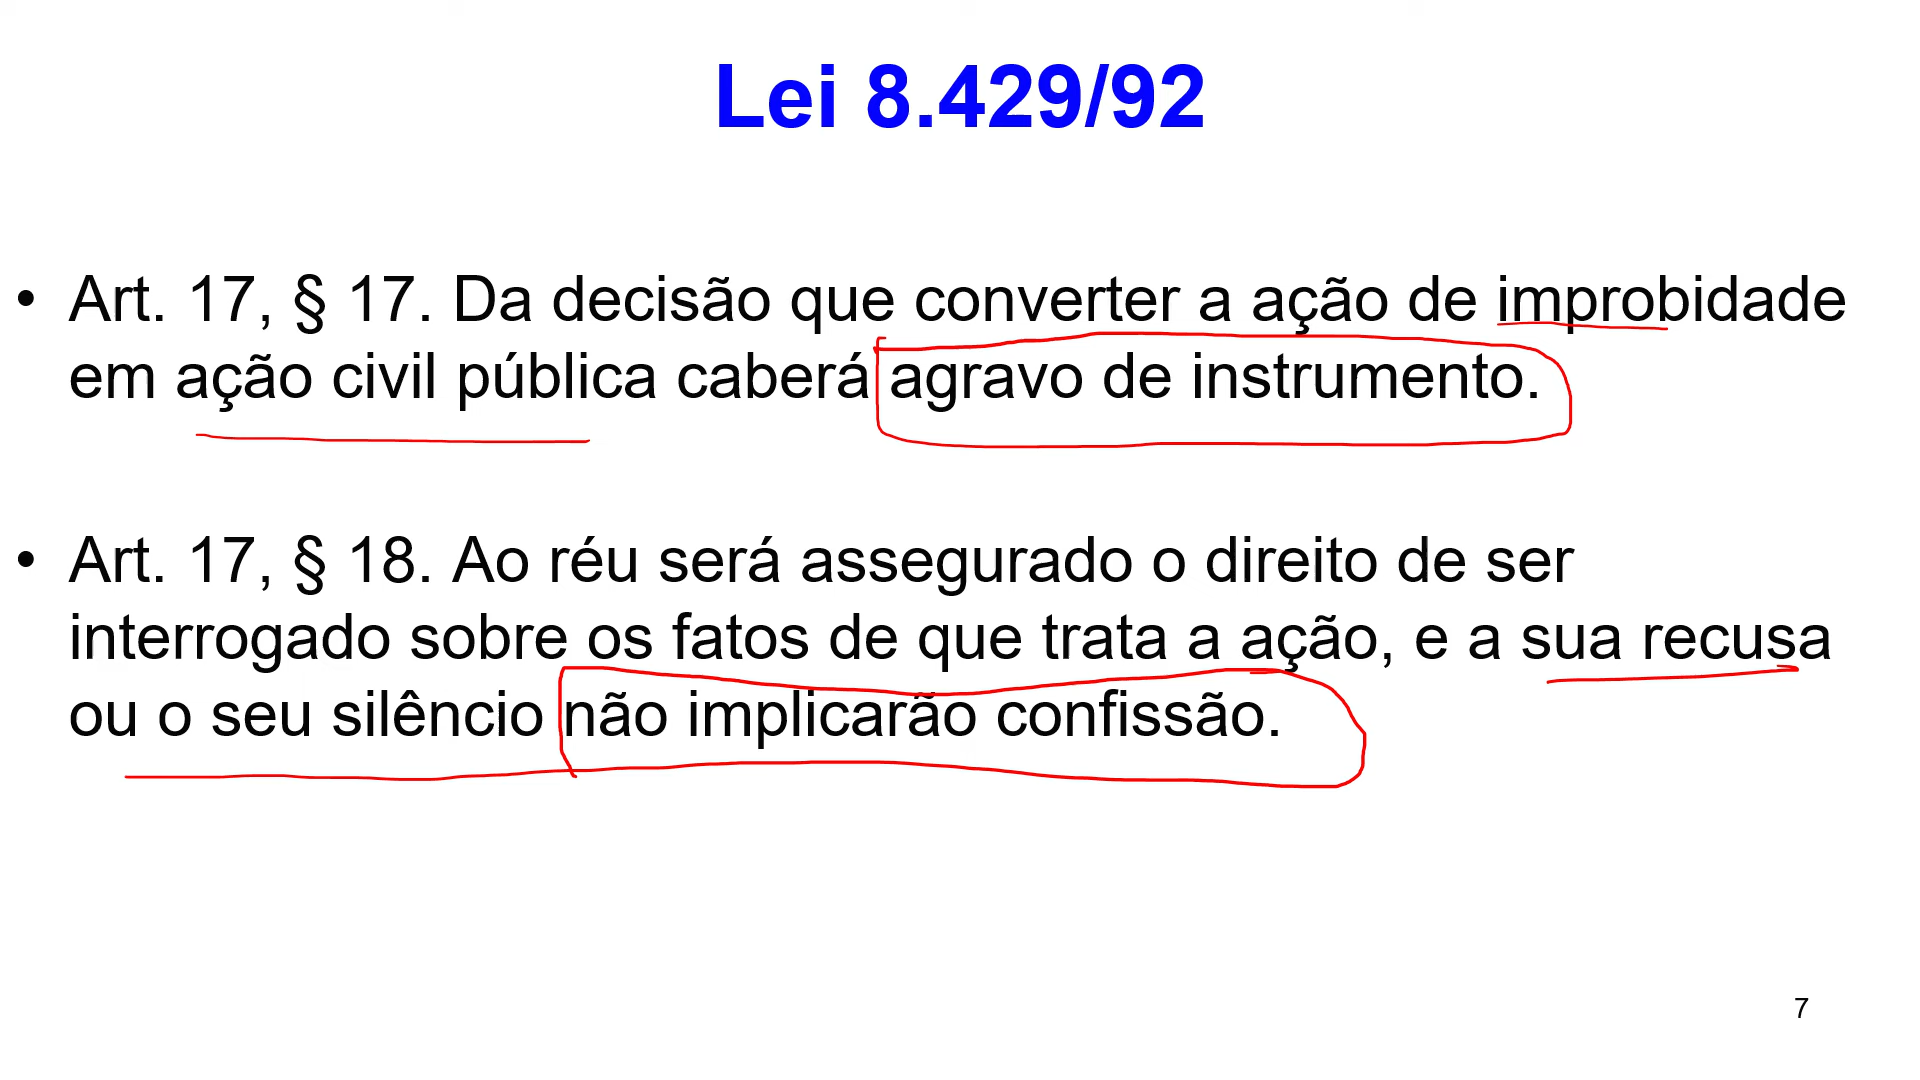 Lei 8.429/92
• Art. 17, § 17. Da decisão que converter a ação de improbidade
em ação civil pública caberá agravo de instrumento.
• Art. 17, § 18. Ao réu será assegurado o direito de ser
interrogado sobre os fatos de que trata a ação, e a sua recusa
ou o seu silêncio não implicarão confissão.
7